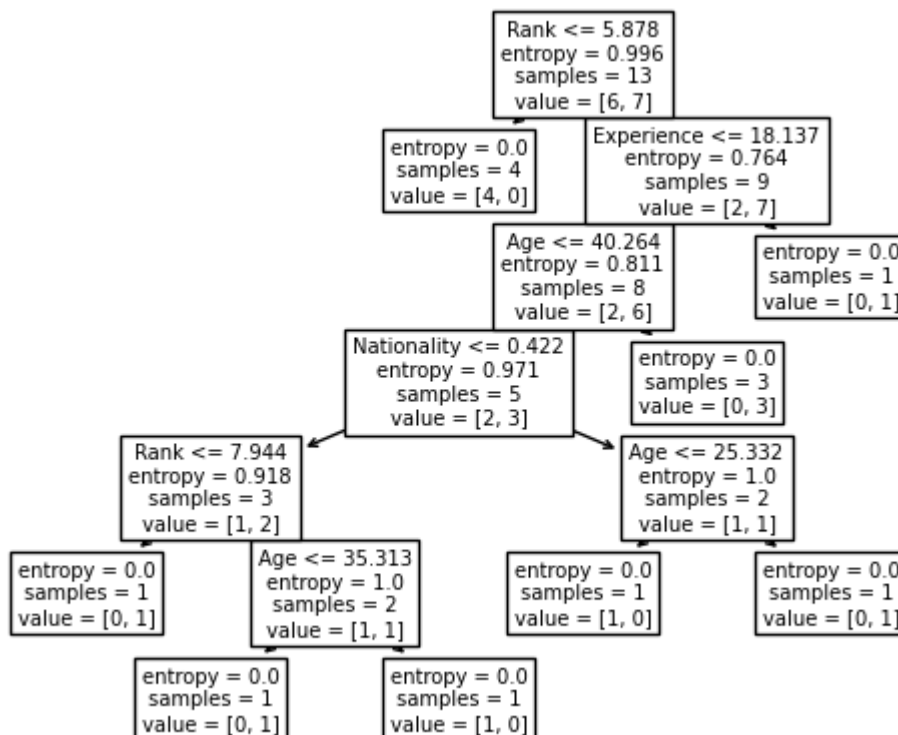 Rank <= 5.878
entropy = 0.996
samples = 13
value = [6, 7]
entropy = 0.0
samples = 4
value = [4, 0]
Experience <= 18.137
entropy = 0.764
samples = 9
value = [2, 7]
Age <= 40.264
entropy = 0.811
samples = 8
value = [2, 6]
entropy = 0.0
samples = 1
value = [0, 1]
Nationality <= 0.422
entropy = 0.971
samples = 5
value = [2, 3]
entropy = 0.0
samples = 3
value = [0, 3]
Rank <= 7.944
entropy = 0.918
samples = 3
value = [1, 2]
Age <= 25.332
entropy = 1.0
samples = 2
value = [1, 1]
entropy = 0.0
samples = 1
value = [0, 1]
Age <= 35.313
entropy = 1.0
samples = 2
value = [1, 1]
entropy = 0.0
samples = 1
value = [1, 0]
entropy = 0.0
samples = 1
value = [0, 1]
entropy = 0.0
samples = 1
value = [0, 1]
entropy = 0.0
samples = 1
value = [1, 0]